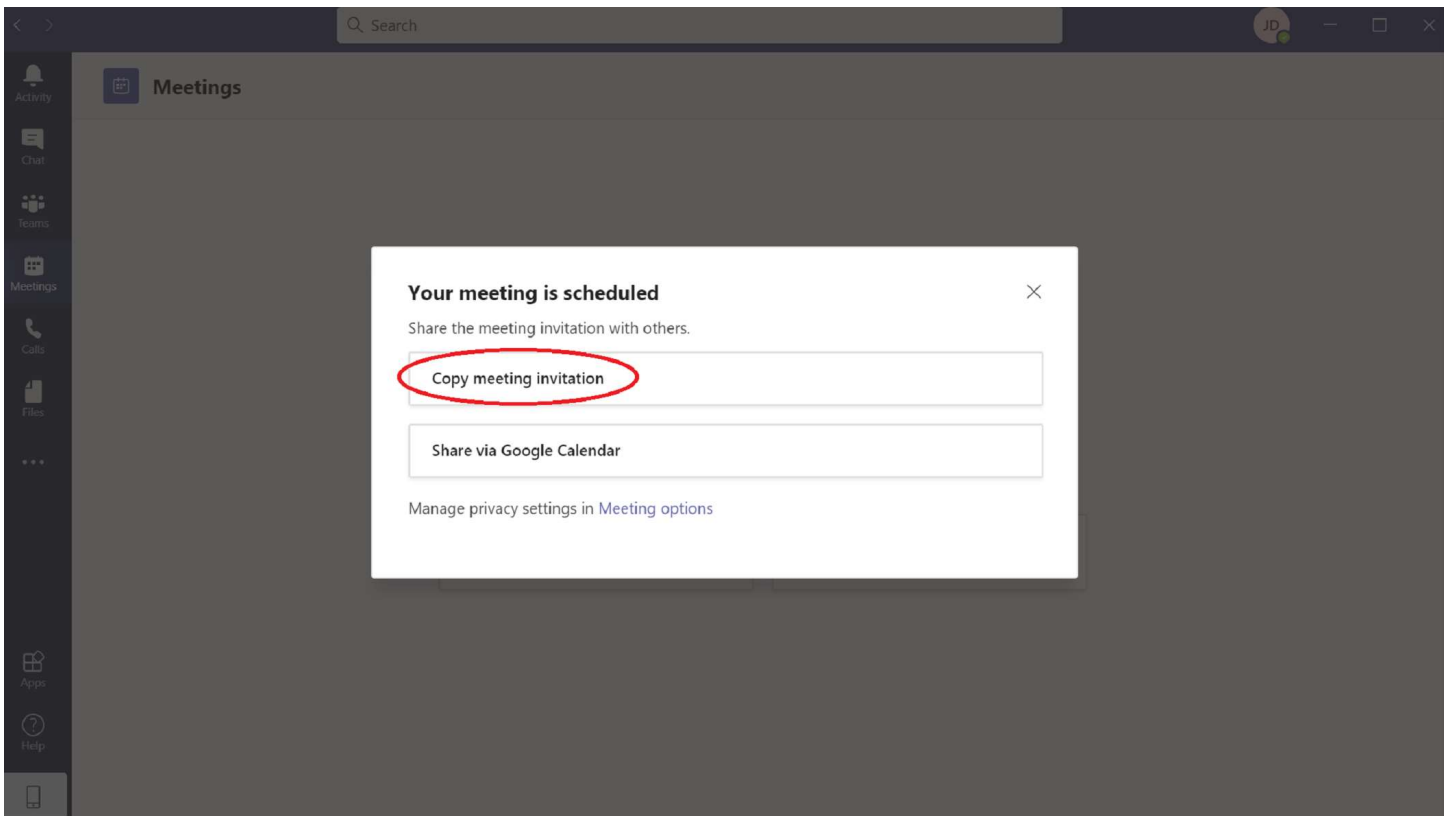 Search
JD
Activity
Meetings
Chat
Teams
Meetings
Calls
Files
Your meeting is scheduled
Share the meeting invitation with others.
Copy meeting invitation
Share via Google Calendar
Manage privacy settings in Meeting options
Apps
Help